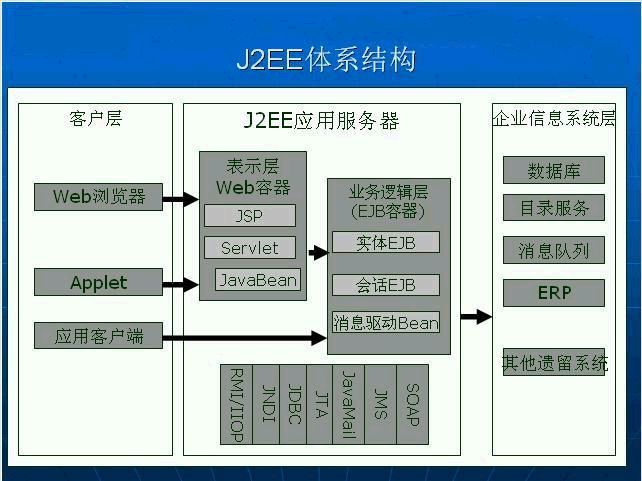 J2EE体系结构
客户层
Web浏览器
Applet
应用客户端
J2EE应用服务器
表示层
Web容器
JSP
Servlet
JavaBean
业务逻辑层
(EJB容器)
实体EJB
会话EJB
消息驱动Bean
RMI/IIOP
JNDI
JDBC
JTA
JavaMail
JMS
SOAP
企业信息系统层
数据库
目录服务
消息队列
ERP
其他遗留系统